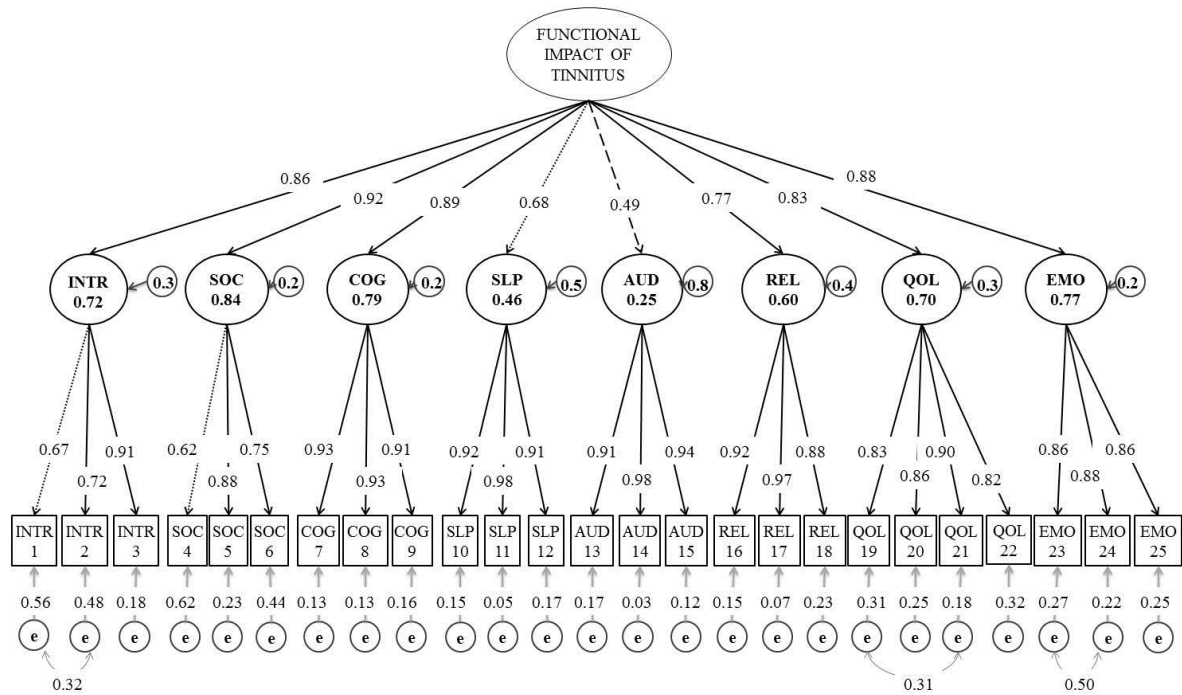 FUNCTIONAL
IMPACT OF
TINNITUS
0.86
0.92
0.89
0.68
0.49
0.77
0.83
0.88
INTR
0.72
0.3
SOC
0.84
0.2
COG
0.79
0.2
SLP
0.46
0.5
AUD
0.25
0.8
REL
0.60
0.4
QOL
0.70
0.3
EMO
0.77
0.2
0.67
0.72
0.91
0.62
0.88
0.75
0.93
0.93
0.91
0.92
0.98
0.91
0.91
0.98
0.94
0.92
0.97
0.88
0.83
0.86
0.90
0.82
0.86
0.88
0.86
INTR
1
INTR
2
INTR
3
SOC
4
SOC
5
SOC
6
COG
7
COG
8
COG
9
SLP
10
SLP
11
SLP
12
AUD
13
AUD
14
AUD
15
REL
16
REL
17
REL
18
QOL
19
QOL
20
QOL
21
QOL
22
EMO
23
EMO
24
EMO
25
0.56 0.48 0.18 0.62 0.23 0.44 0.13 0.13 0.16 0.15 0.05 0.17 0.17 0.03 0.12 0.15 0.07 0.23 0.31 0.25 0.18 0.32 0.27 0.22 0.25
e e e e e e e e e e e e e e e e e e e e e e e e e
0.32 0.31 0.50